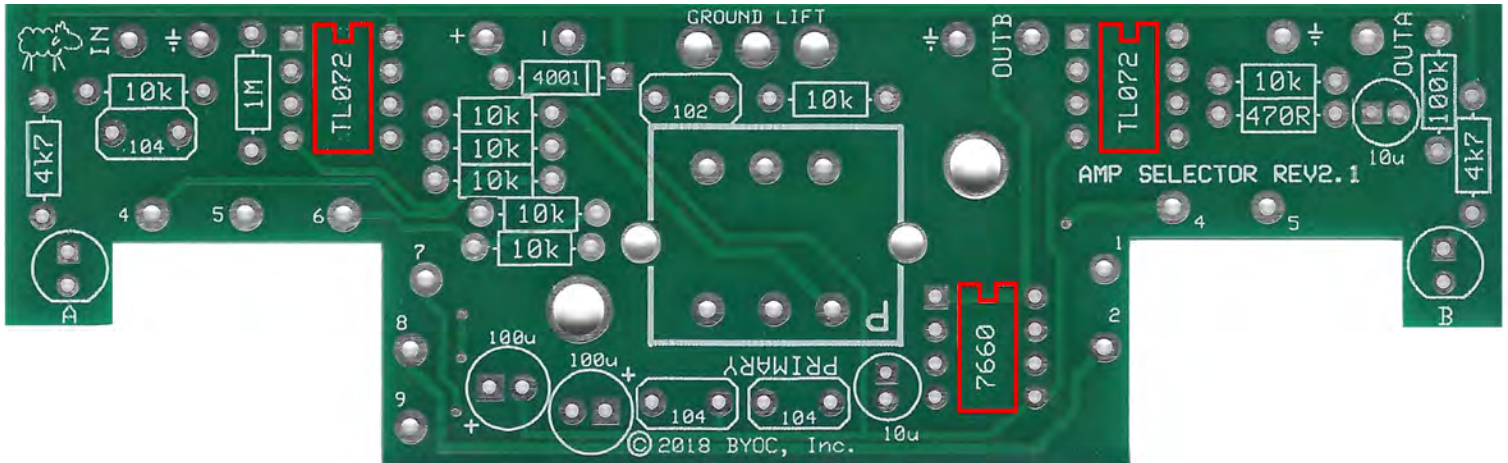 GROUND LIFT
IN
+
OUTB
OUTA
4001
10k
1M
TL072
102
10k
TL072
10k
100k
104
10k
470R
10u
4k7
10k
10k
4k7
AMP SELECTOR REV2.1
4
5
6
10k
10k
4
5
7
1
A
8
2
B
P
100u
100u
PRIMARY
7660
9
+
+
104
104
10u
© 2018 BYOC, Inc.